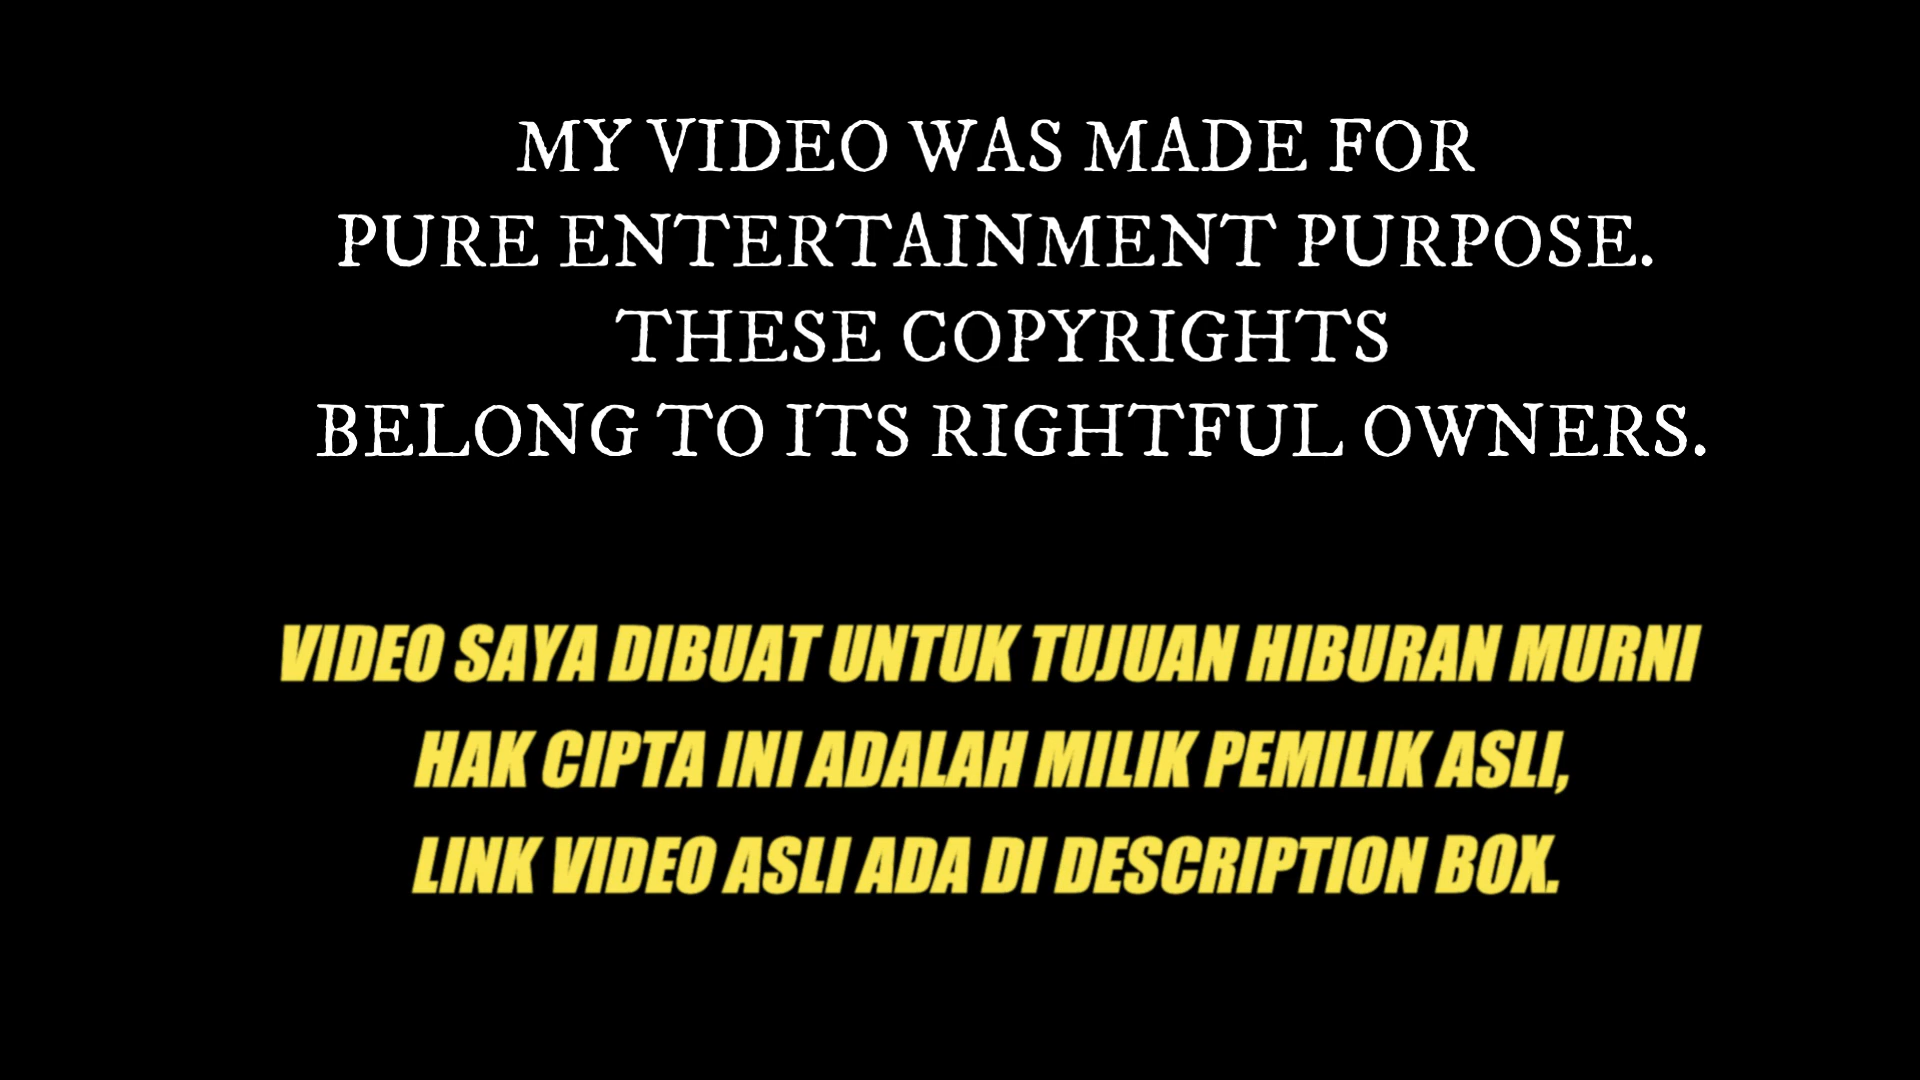 MY VIDEO WAS MADE FOR
PURE ENTERTAINMENT PURPOSE.
THESE COPYRIGHTS
BELONG TO ITS RIGHTFUL OWNERS.
VIDEO SAYA DIBUAT UNTUK TUJUAN HIBURAN MURNI
HAK CIPTA INI ADALAH MILIK PEMILIK ASLI,
LINK VIDEO ASLI ADA DI DESCRIPTION BOX.